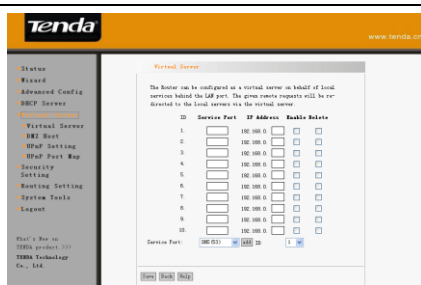 Tenda
www.tenda.cn
Status
Wizard
Advanced Config
DHCP Server
Virtual Server
DMZ Host
UPnP Setting
UPnP Port Map
Security
Setting
Routing Setting
System Tools
Logout
What's New on
TENDA product.>>>
TENDA Technology
Co., Ltd.
Virtual Server
The Router can be configured as a virtual server on behalf of local
services behind the LAN port. The given remote requests will be re-
directed to the local servers via the virtual server.
ID Service Port IP Address Enable Delete
1. 192.168.0.
2. 192.168.0.
3. 192.168.0.
4. 192.168.0.
5. 192.168.0.
6. 192.168.0.
7. 192.168.0.
8. 192.168.0.
9. 192.168.0.
10. 192.168.0.
Service Port: DNS(53) add ID 1
Save Back Help